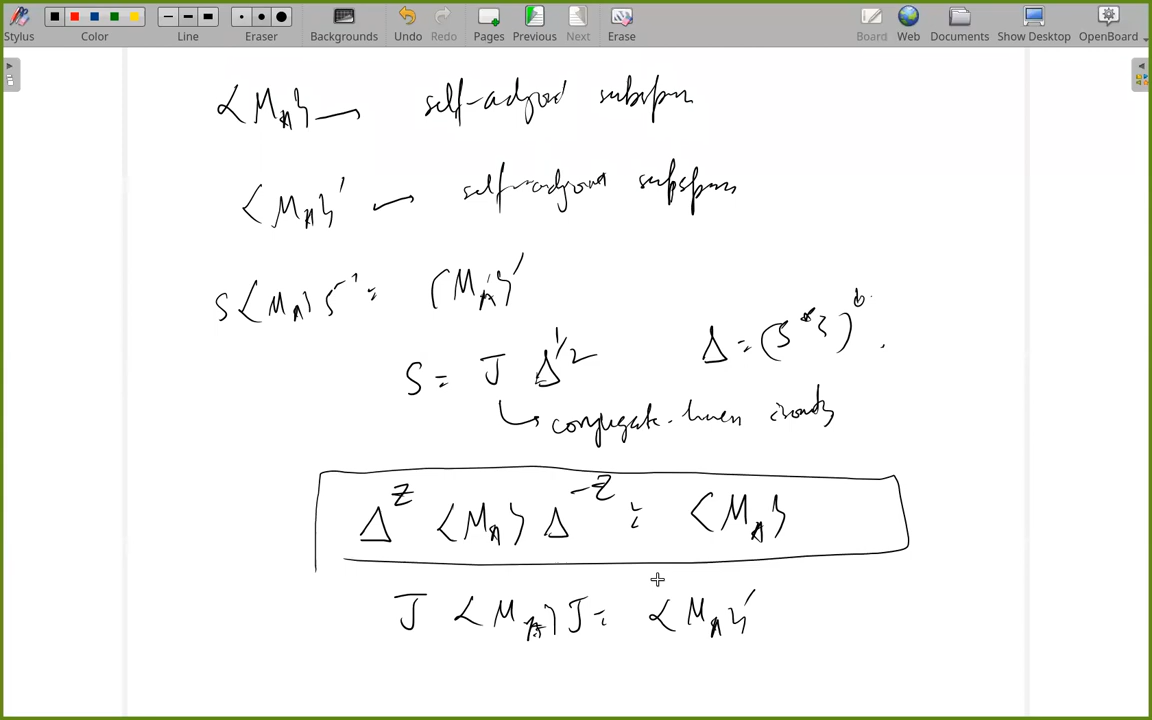 Stylus Color Line Eraser Backgrounds Undo Redo Pages Previous Next Erase Board Web Documents Show Desktop OpenBoard
⟨M_A⟩ — self-adjoint subspace
⟨M_A⟩' — self-adjoint subspace
S⟨M_A⟩S⁻¹ = ⟨M_A⟩'
S = J Δ^{1/2} Δ = (S*S)
↳ conjugate-linear
Δ^z ⟨M_A⟩ Δ^{-z} = ⟨M_A⟩
J ⟨M_A⟩ J = ⟨M_A⟩'